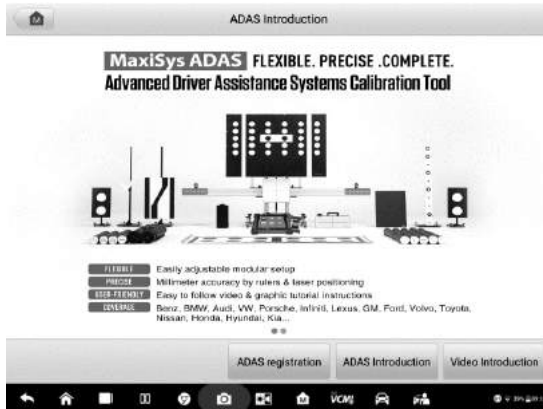 ADAS Introduction
MaxiSys ADAS FLEXIBLE. PRECISE .COMPLETE.
Advanced Driver Assistance Systems Calibration Tool
FLEXIBLE Easily adjustable modular setup
PRECISE Millimeter accuracy by rulers & laser positioning
USER-FRIENDLY Easy to follow video & graphic tutorial instructions
COVERAGE Benz, BMW, Audi, VW, Porsche, Infiniti, Lexus, GM, Ford, Volvo, Toyota,
Nissan, Honda, Hyundai, Kia...
ADAS registration ADAS Introduction Video Introduction
VCMI